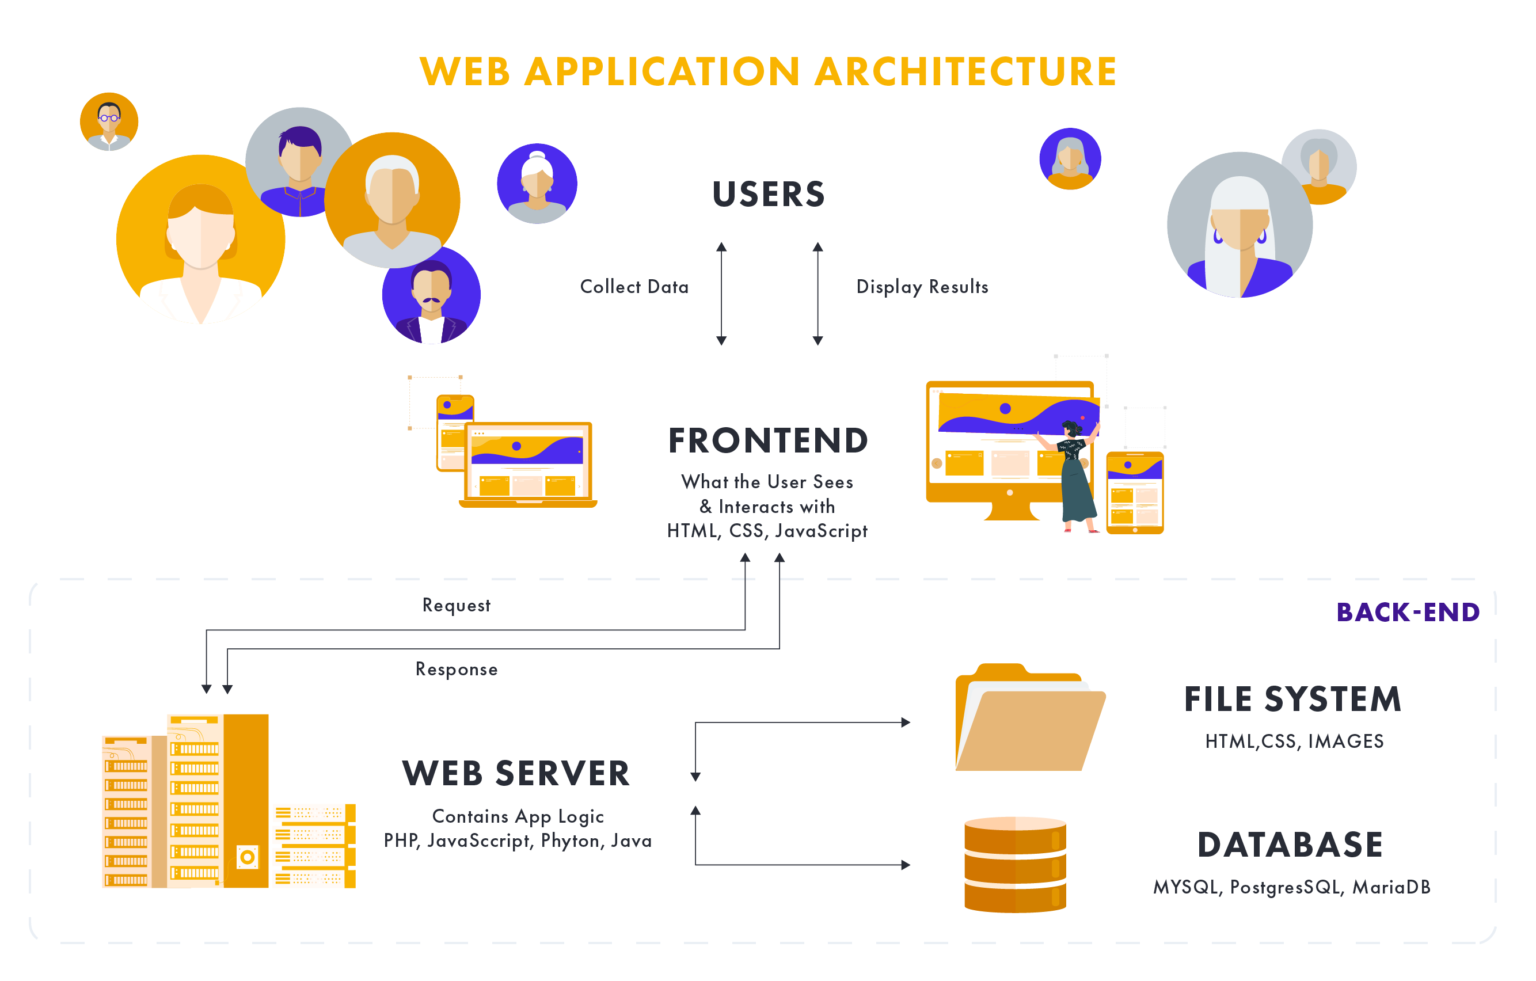 WEB APPLICATION ARCHITECTURE
USERS
Collect Data
Display Results
FRONTEND
What the User Sees
& Interacts with
HTML, CSS, JavaScript
Request
BACK-END
Response
FILE SYSTEM
HTML,CSS, IMAGES
WEB SERVER
Contains App Logic
PHP, JavaSccript, Phyton, Java
DATABASE
MYSQL, PostgresSQL, MariaDB